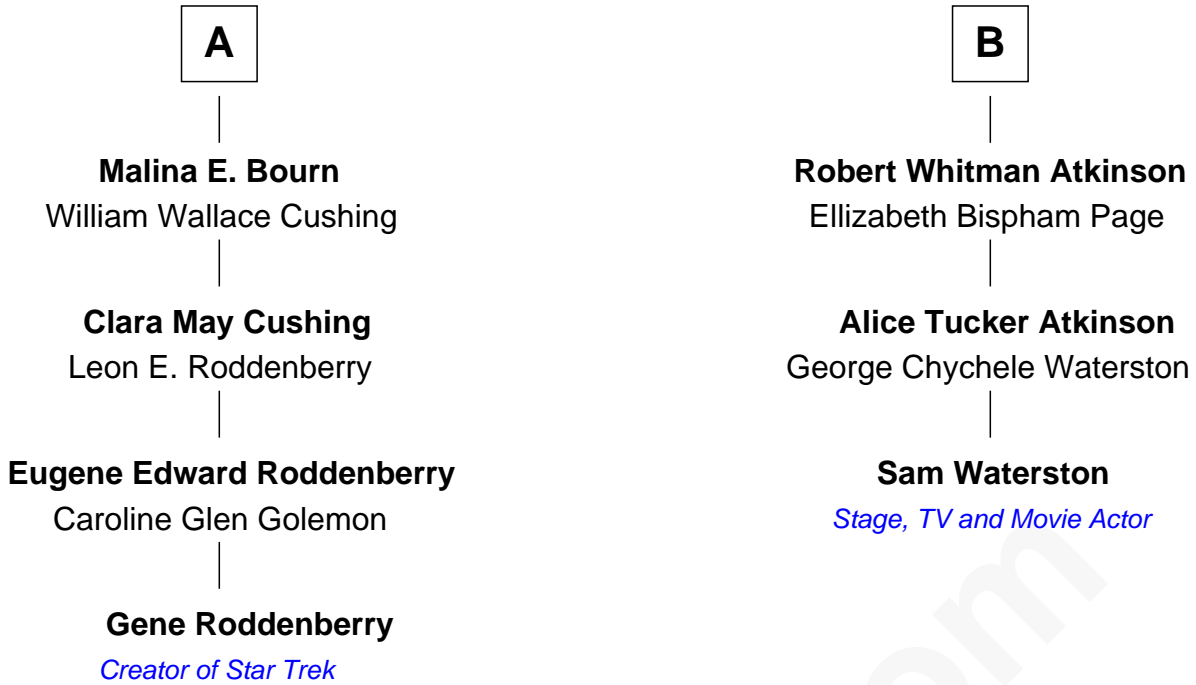 A
Malina E. Bourn
William Wallace Cushing
Clara May Cushing
Leon E. Roddenberry
Eugene Edward Roddenberry
Caroline Glen Golemon
Gene Roddenberry
Creator of Star Trek
B
Robert Whitman Atkinson
Ellizabeth Bispham Page
Alice Tucker Atkinson
George Chychele Waterston
Sam Waterston
Stage, TV and Movie Actor
om